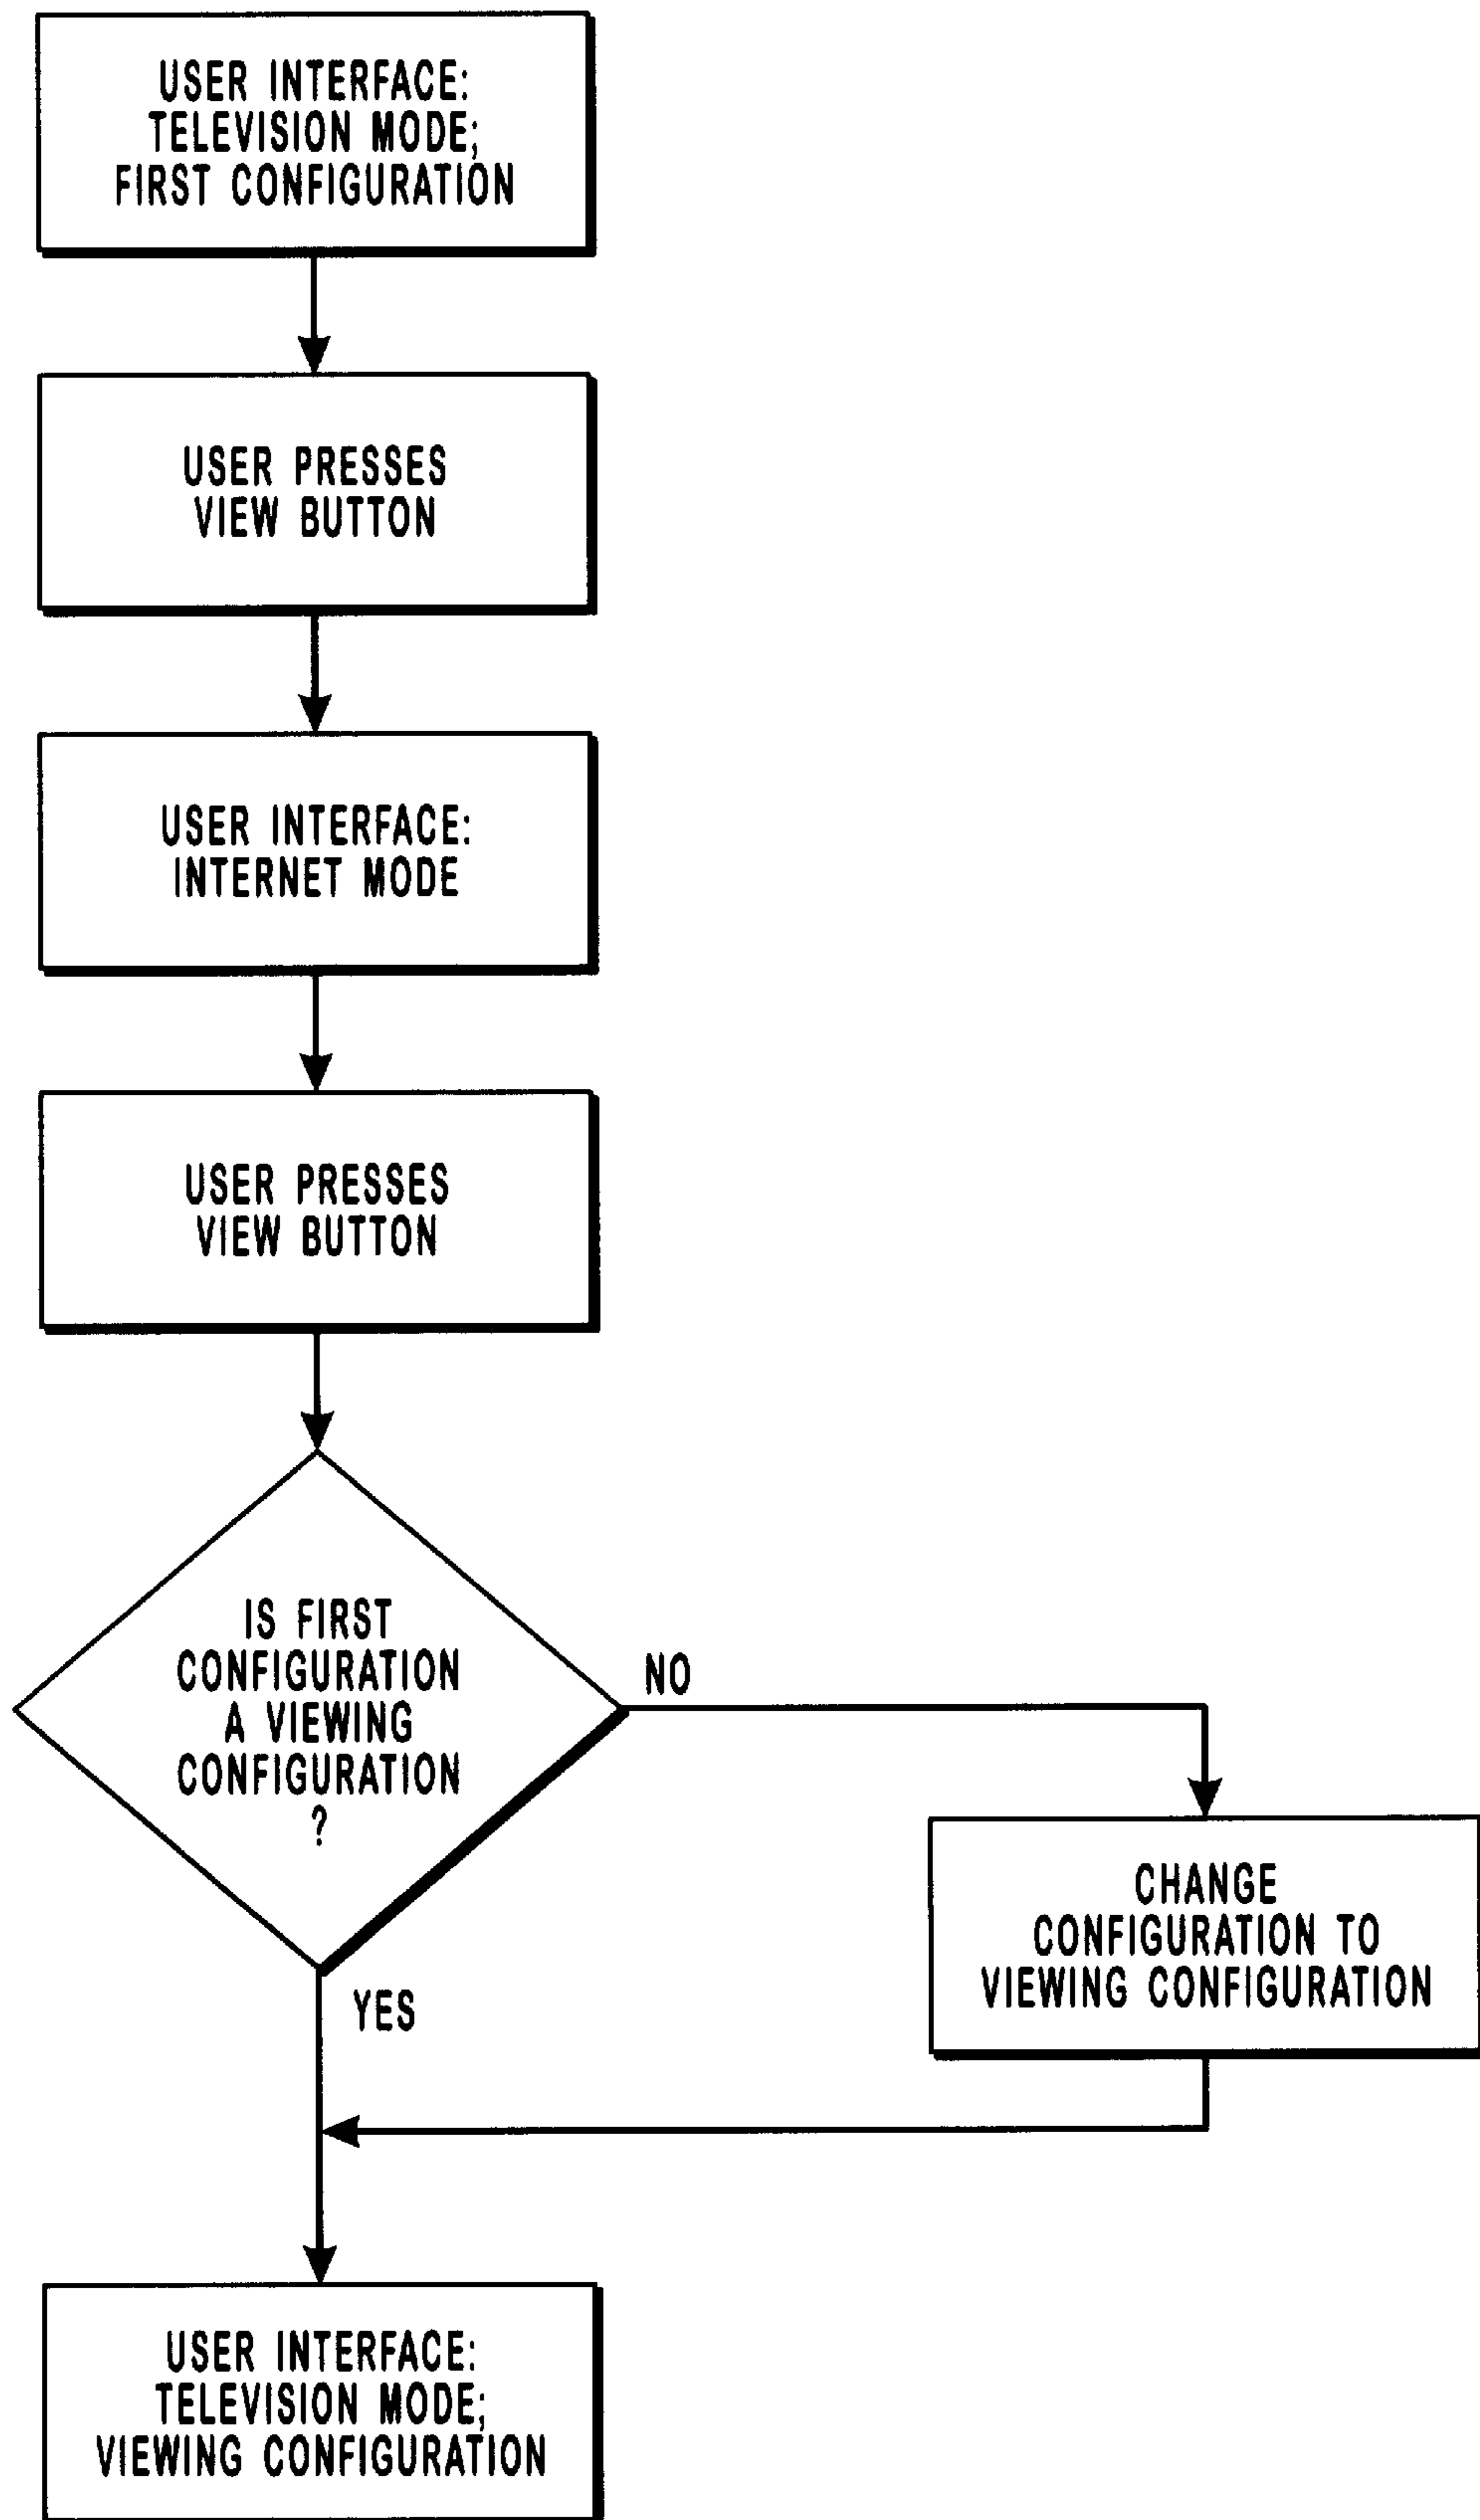 USER INTERFACE:
TELEVISION MODE;
FIRST CONFIGURATION
USER PRESSES
VIEW BUTTON
USER INTERFACE:
INTERNET MODE
USER PRESSES
VIEW BUTTON
IS FIRST
CONFIGURATION
A VIEWING
CONFIGURATION
?
NO
CHANGE
CONFIGURATION TO
VIEWING CONFIGURATION
YES
USER INTERFACE:
TELEVISION MODE;
VIEWING CONFIGURATION